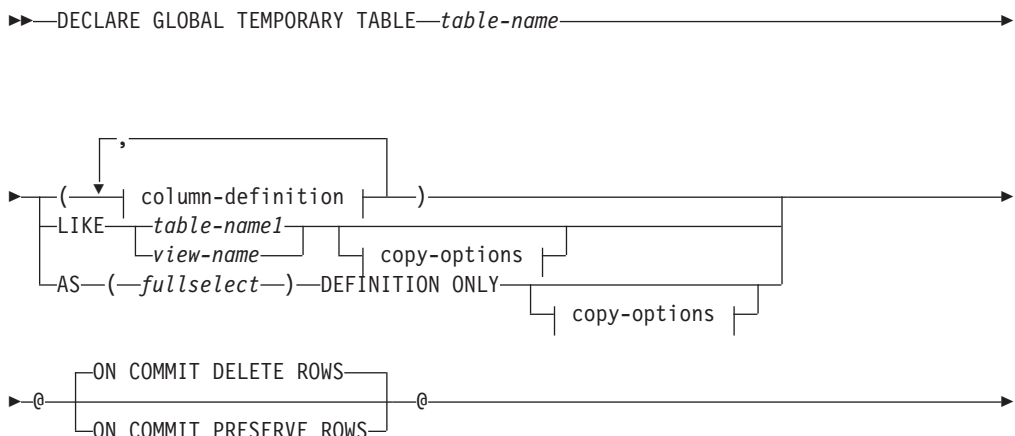 DECLARE GLOBAL TEMPORARY TABLE table-name
,
( column-definition )
LIKE table-name1
view-name copy-options
AS ( fullselect ) DEFINITION ONLY
copy-options
ON COMMIT DELETE ROWS
@ @
ON COMMIT PRESERVE ROWS